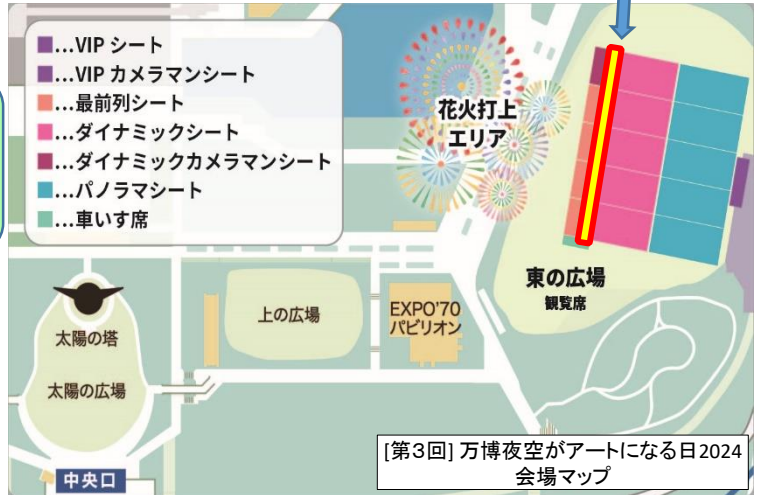 …VIP シート
…VIP カメラマンシート
…最前列シート
…ダイナミックシート
…ダイナミックカメラマンシート
…パノラマシート
…車いす席
花火打上
エリア
東の広場
観覧席
上の広場
EXPO'70
パビリオン
太陽の塔
太陽の広場
中央口
[第3回] 万博夜空がアートになる日2024
会場マップ